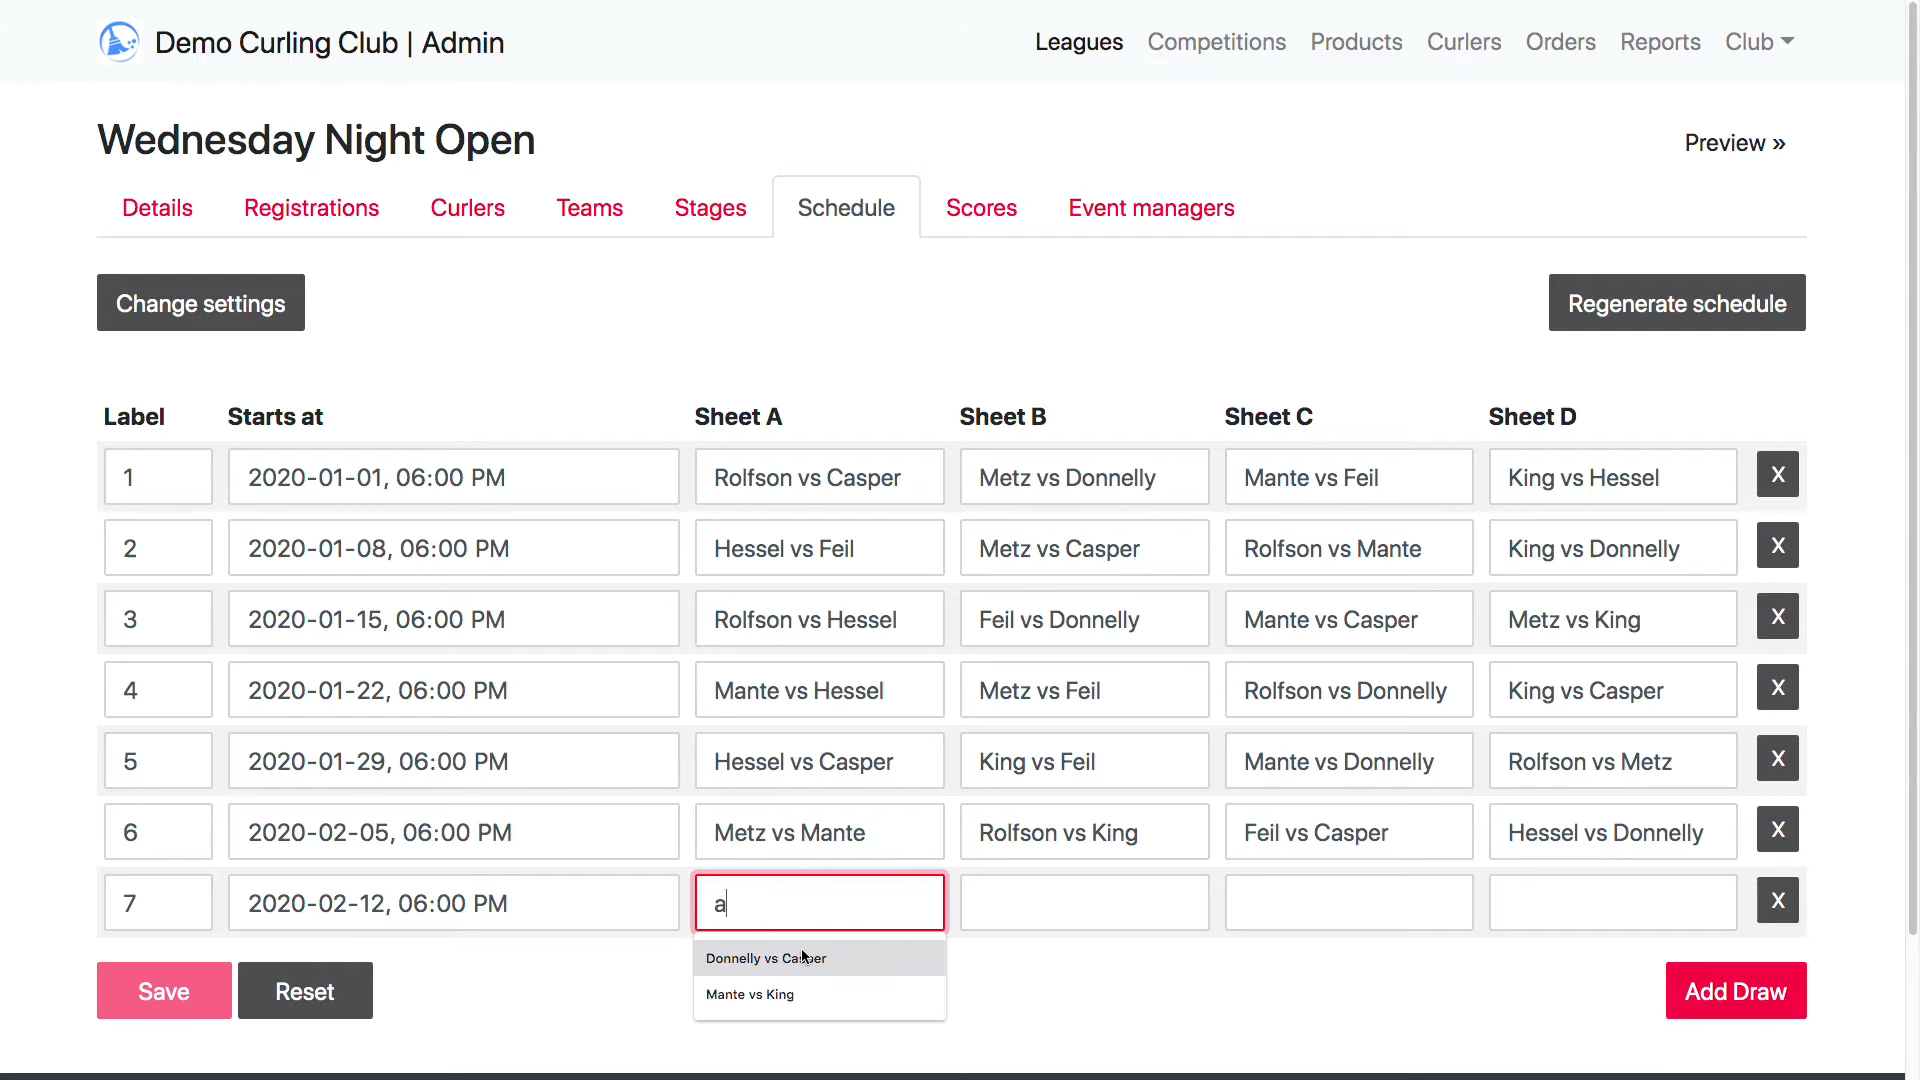 Demo Curling Club | Admin
Leagues Competitions Products Curlers Orders Reports Club
Wednesday Night Open
Preview »
Details Registrations Curlers Teams Stages Schedule Scores Event managers
Change settings Regenerate schedule
Label Starts at Sheet A Sheet B Sheet C Sheet D
1 2020-01-01, 06:00 PM Rolfson vs Casper Metz vs Donnelly Mante vs Feil King vs Hessel X
2 2020-01-08, 06:00 PM Hessel vs Feil Metz vs Casper Rolfson vs Mante King vs Donnelly X
3 2020-01-15, 06:00 PM Rolfson vs Hessel Feil vs Donnelly Mante vs Casper Metz vs King X
4 2020-01-22, 06:00 PM Mante vs Hessel Metz vs Feil Rolfson vs Donnelly King vs Casper X
5 2020-01-29, 06:00 PM Hessel vs Casper King vs Feil Mante vs Donnelly Rolfson vs Metz X
6 2020-02-05, 06:00 PM Metz vs Mante Rolfson vs King Feil vs Casper Hessel vs Donnelly X
7 2020-02-12, 06:00 PM a X
Donnelly vs Casper
Mante vs King
Save Reset Add Draw